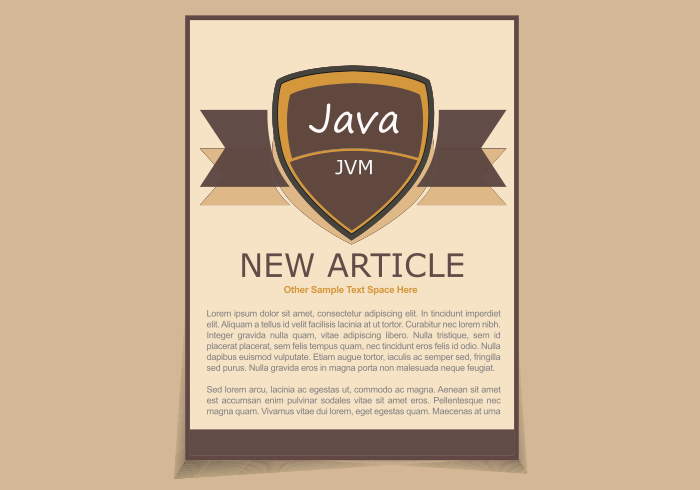 Java
JVM
NEW ARTICLE
Other Sample Text Space Here
Lorem ipsum dolor sit amet, consectetur adipiscing elit. In tincidunt imperdiet
elit. Aliquam a tellus id velit facilisis lacinia at ut tortor. Curabitur nec lorem nibh.
Integer gravida nulla quam, vitae adipiscing libero. Nulla tristique, sem id
placerat placerat, sem felis tempus quam, nec tincidunt eros felis id odio. Nulla
dapibus euismod vulputate. Etiam augue tortor, iaculis ac semper sed, fringilla
sed purus. Nulla gravida eros in magna porta non malesuada neque feugiat.
Sed lorem arcu, lacinia ac egestas ut, commodo ac magna. Aenean sit amet
est accumsan enim pulvinar sodales vitae sit amet eros. Pellentesque nec
magna quam. Vivamus vitae dui lorem, eget egestas quam. Maecenas at urna